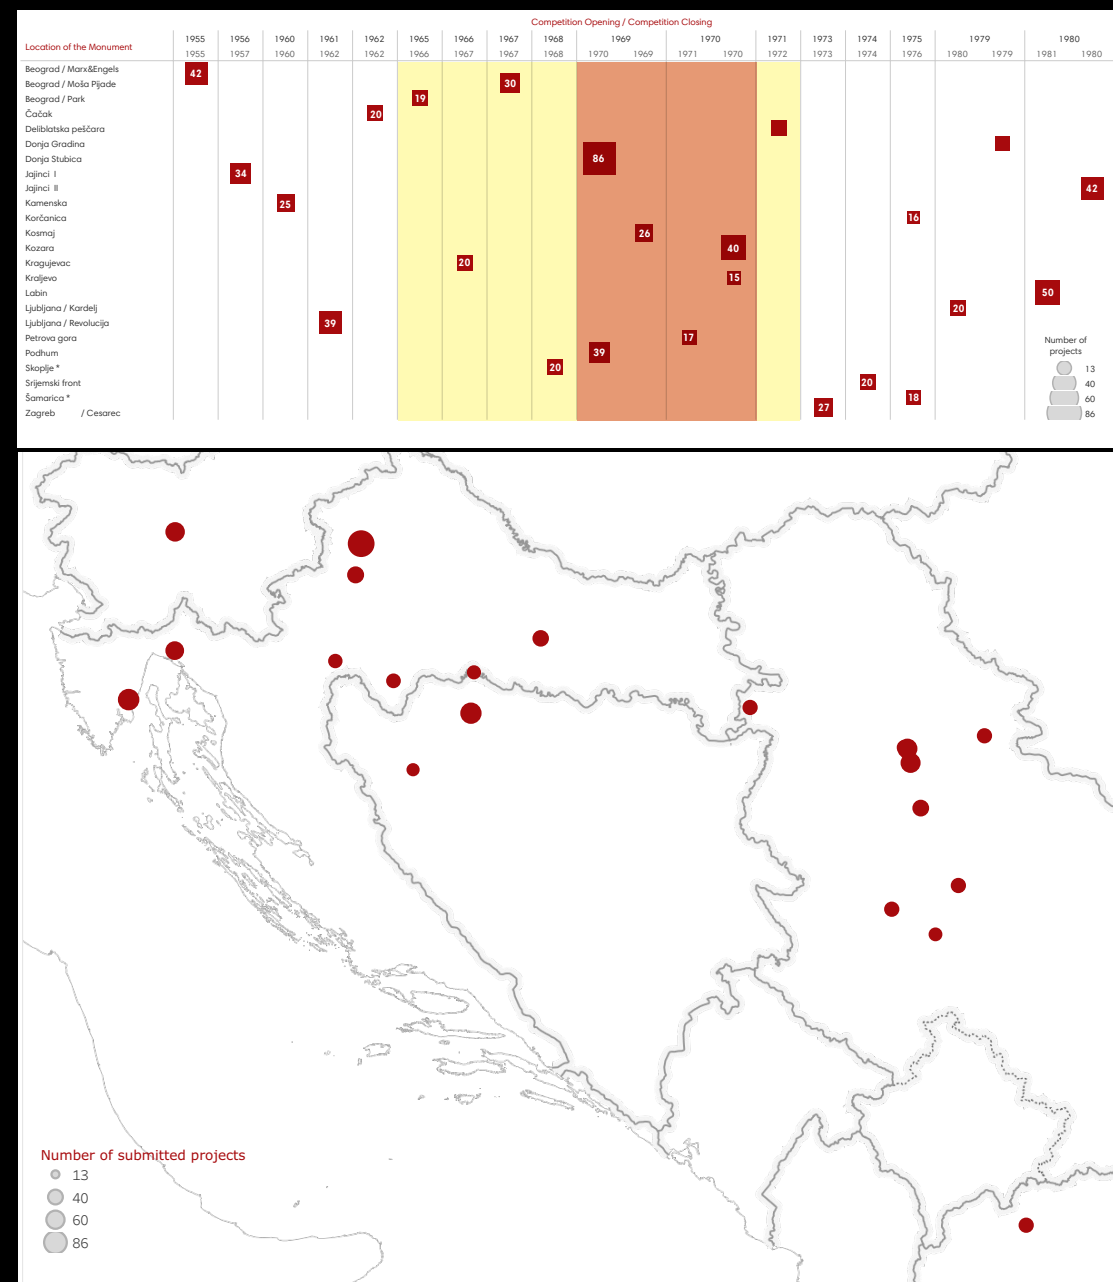 Competition Opening / Competition Closing
Location of the Monument
1955 1956 1960 1961 1962 1965 1966 1967 1968 1969 1970 1971 1973 1974 1975 1979 1980
1955 1957 1960 1962 1962 1966 1967 1967 1968 1970 1969 1971 1970 1972 1973 1974 1976 1980 1979 1981 1980
Beograd / Marx&Engels 42
Beograd / Moša Pijade 30
Beograd / Park 19
Čačak 20
Deliblatska peščara
Donja Gradina
Donja Stubica 86
Jajinci I 34
Jajinci II 42
Kamenska 25
Korčanica 16
Kosmaj 26
Kozara 40
Kragujevac 20
Kraljevo 15
Labin 50
Ljubljana / Kardelj 20
Ljubljana / Revolucija 39
Petrova gora 17
Podhum 39
Skoplje * 20
Srijemski front 20
Šamarica * 18
Zagreb / Cesarec 27
Number of
projects
13
40
60
86
Number of submitted projects
13
40
60
86